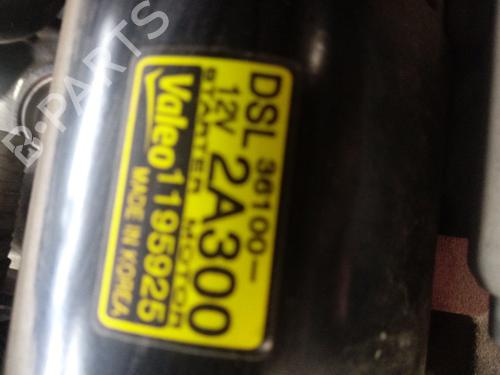 DSL 36100-
12V 2A300
STARTER MOTOR
Valeo 1195925
MADE IN KOREA
B-PARTS